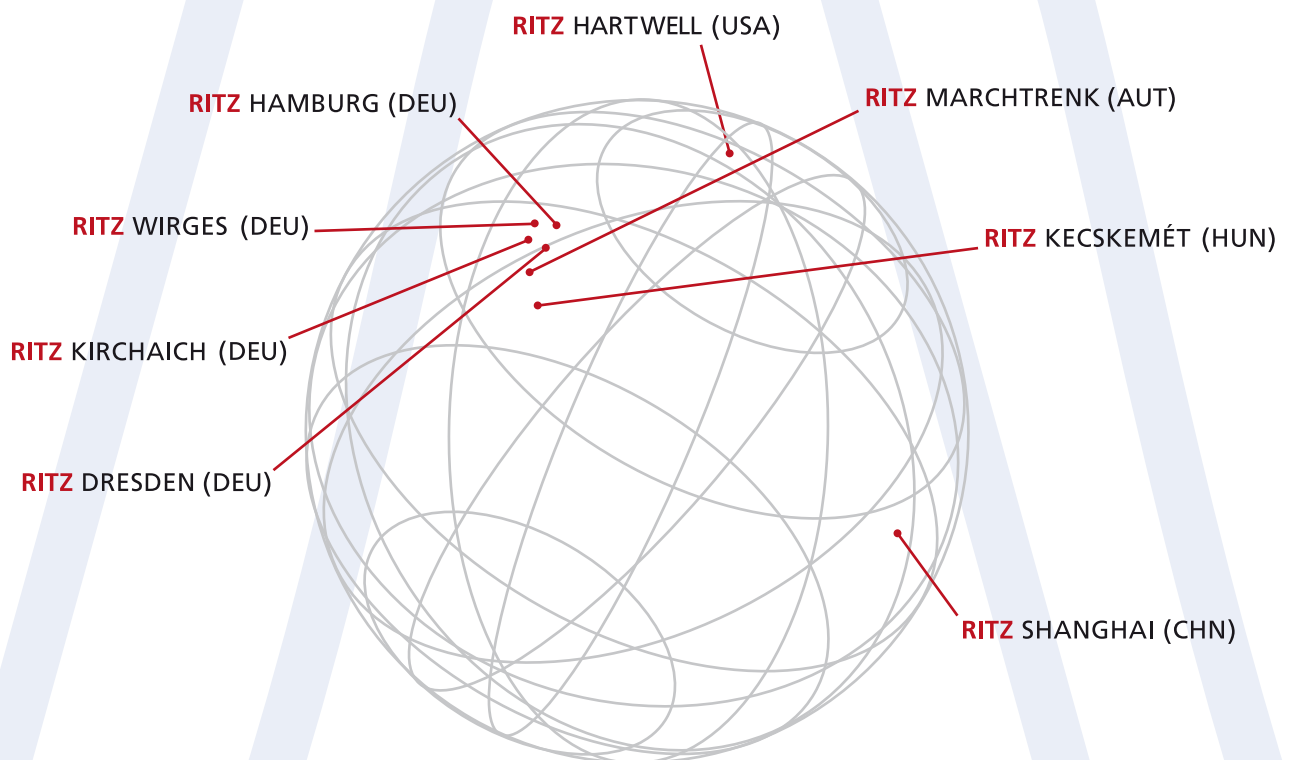 RITZ HARTWELL (USA)
RITZ HAMBURG (DEU)
RITZ MARCHTRENK (AUT)
RITZ WIRGES (DEU)
RITZ KECSKEMÉT (HUN)
RITZ KIRCHAICH (DEU)
RITZ DRESDEN (DEU)
RITZ SHANGHAI (CHN)